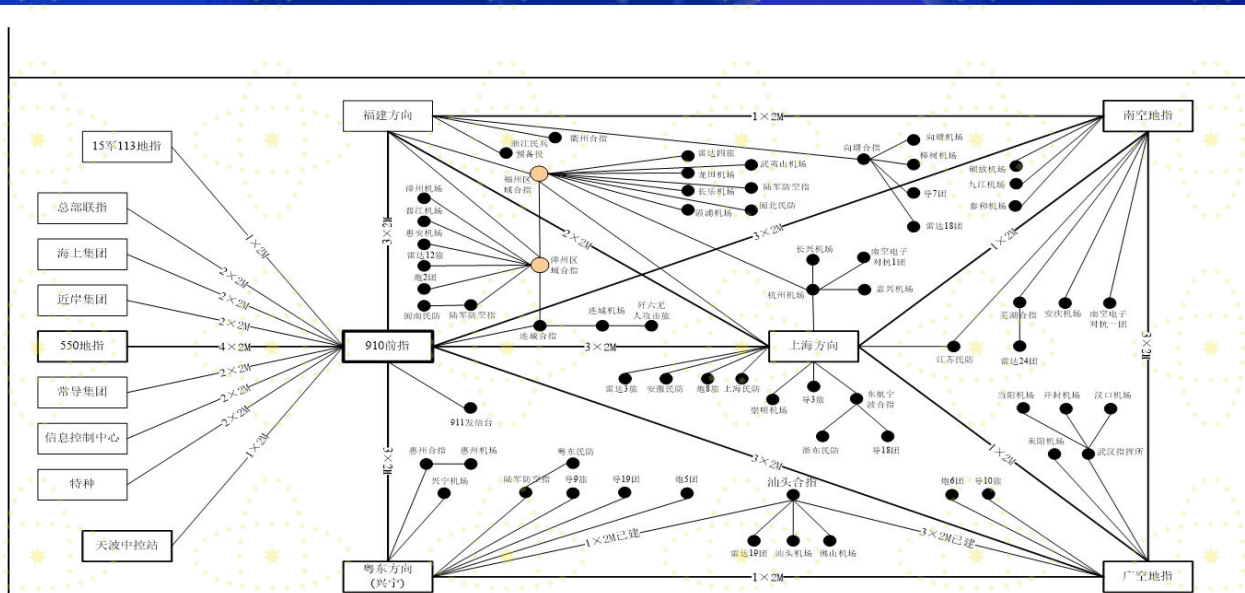 福建方向
1×2M
南空地指
15军113地指
浙江民兵
预备役
衢州合指
向塘机场
向塘合指
樟树机场
导7团
雷达18团
硕放机场
九江机场
泰和机场
福州区
域合指
雷达四旅
龙田机场
长乐机场
霞浦机场
武夷山机场
陆军防空指
闽北民防
总部联指
海上集团
近岸集团
550地指
常导集团
信息控制中心
特种
天波中控站
1×2M
2×2M
2×2M
2×2M
4×2M
2×2M
2×2M
2×2M
1×2M
漳州机场
晋江机场
惠安机场
雷达12旅
炮2团
闽南民防
陆军防空指
漳州区
域合指
3×2M
2×2M
3×2M
1×2M
3×2M
长兴机场
南空电子
对抗1团
杭州机场
嘉兴机场
连城合指
连城机场
歼六无
人攻击旅
芜湖合指
安庆机场
南空电子
对抗一团
雷达24团
江苏民防
910前指
3×2M
上海方向
雷达3旅
安徽民防
炮8旅
上海民防
崇明机场
导3旅
东航宁
波合指
浙东民防
导18团
911发信台
当阳机场
开封机场
汉口机场
耒阳机场
武汉指挥所
3×2M
3×2M
1×2M
惠州合指
惠州机场
兴宁机场
粤东民防
陆军防空指
导9旅
导19团
炮5团
汕头合指
炮6团
导10旅
1×2M已建
3×2M已建
雷达19团
汕头机场
佛山机场
粤东方向
(兴宁)
1×2M
广空地指